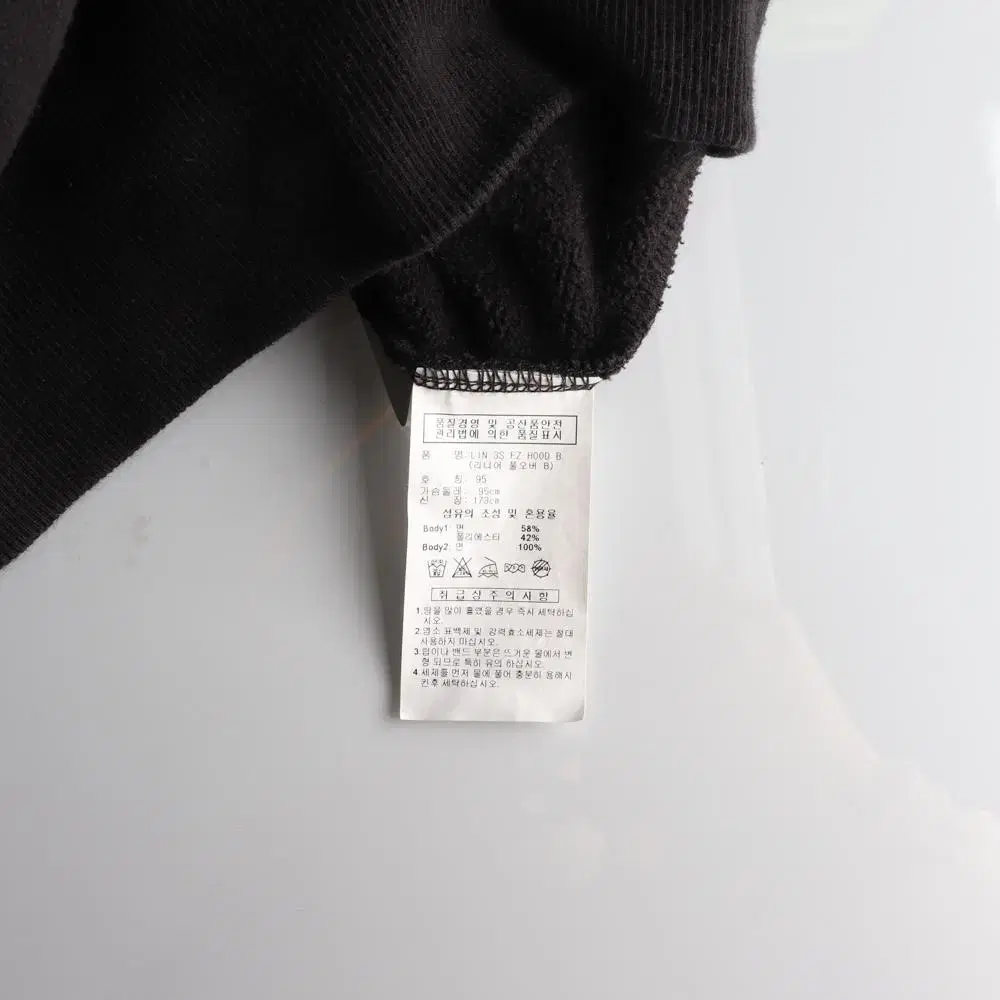 품질경영 및 공산품안전
관리법에 의한 품질표시
품 명:LIN 3S FZ HOOD B
(리니어 풀오버 B)
호 칭: 95
가슴둘레: 95cm
신 장: 173cm
섬유의 조성 및 혼용율
Body1: 면 58%
폴리에스터 42%
Body2: 면 100%
취급상주의사항
1.땀을 많이 흘렸을 경우 즉시 세탁하십
시오.
2.염소 표백제 및 강력효소세제는 절대
사용하지 마십시오.
3.립이나 밴드 부분은 뜨거운 물에서 변
형 되므로 특히 유의 하십시오.
4.세제를 먼저 물에 풀어 충분히 용해시
킨후 세탁하십시오.